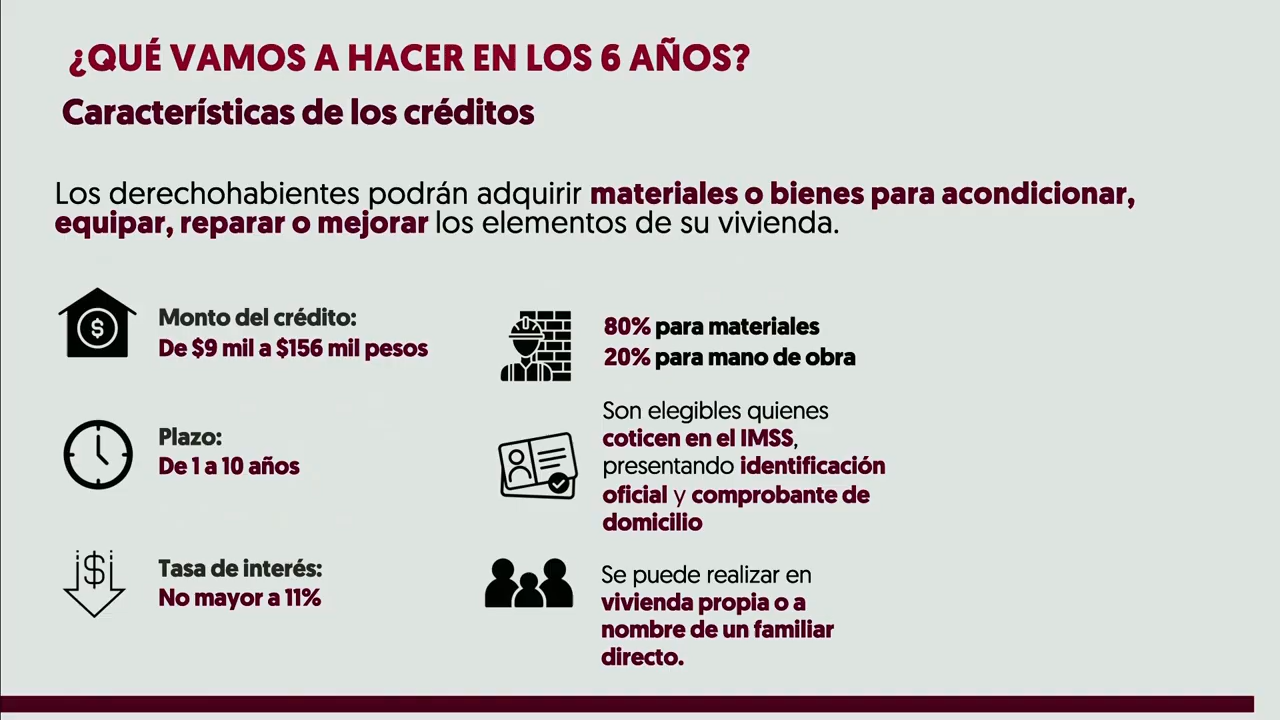 ¿QUÉ VAMOS A HACER EN LOS 6 AÑOS?
Características de los créditos
Los derechohabientes podrán adquirir materiales o bienes para acondicionar,
equipar, reparar o mejorar los elementos de su vivienda.
$
Monto del crédito:
De $9 mil a $156 mil pesos
Plazo:
De 1 a 10 años
$
Tasa de interés:
No mayor a 11%
80% para materiales
20% para mano de obra
Son elegibles quienes
coticen en el IMSS,
presentando identificación
oficial y comprobante de
domicilio
Se puede realizar en
vivienda propia o a
nombre de un familiar
directo.